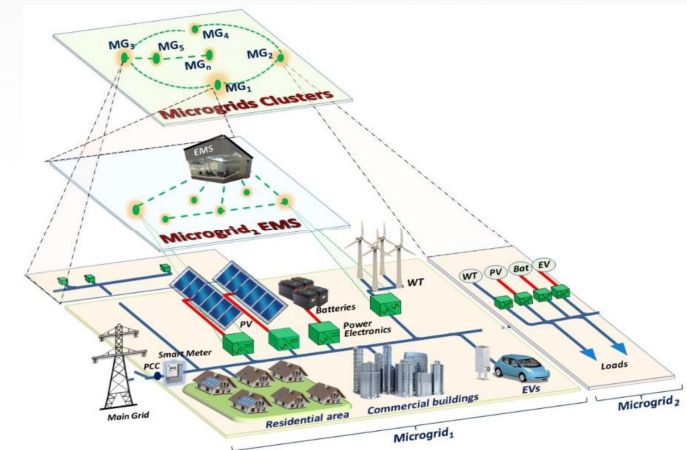 MG3
MG5
MG4
MG2
MGn
MG1
Microgrids Clusters
EMS
Microgrid2 EMS
WT
PV
Bat
EV
WT
Batteries
PV
Power
Electronics
Smart Meter
PCC
Loads
Main Grid
Residential area
Commercial buildings
EVs
Microgrid1
Microgrid2